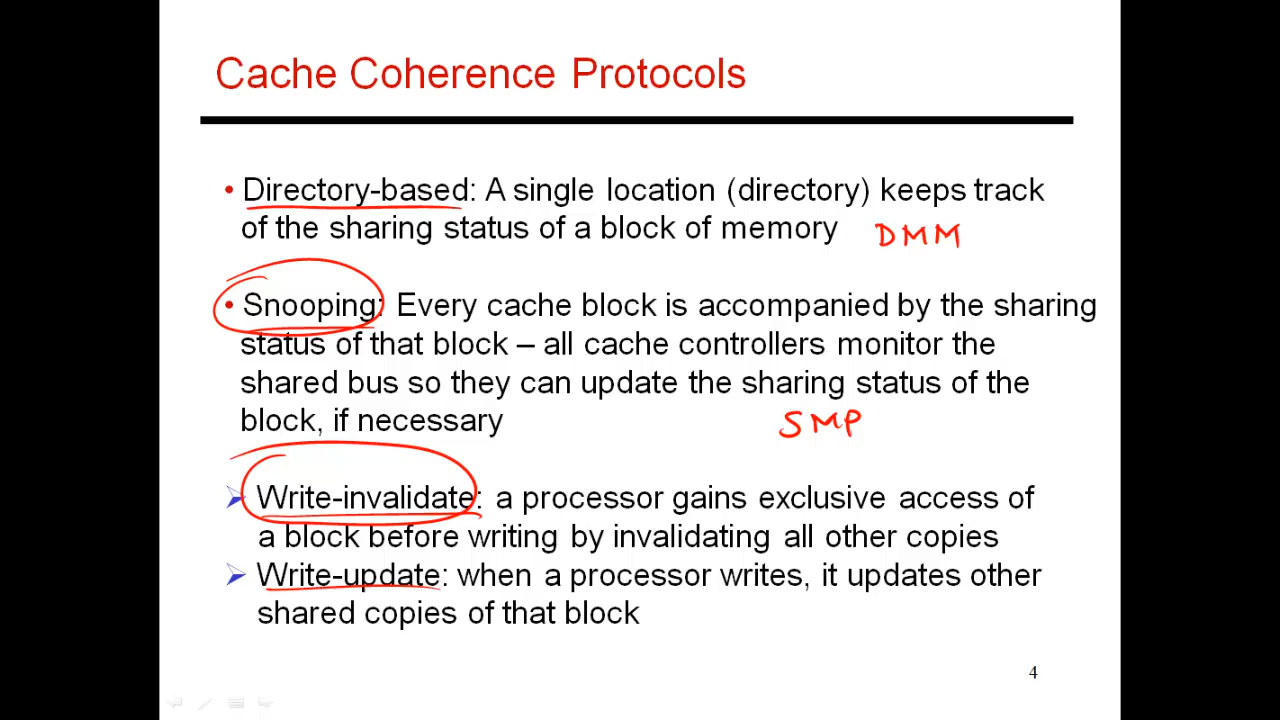 Cache Coherence Protocols
• Directory-based: A single location (directory) keeps track
of the sharing status of a block of memory DMM
• Snooping: Every cache block is accompanied by the sharing
status of that block – all cache controllers monitor the
shared bus so they can update the sharing status of the
block, if necessary SMP
➢ Write-invalidate: a processor gains exclusive access of
a block before writing by invalidating all other copies
➢ Write-update: when a processor writes, it updates other
shared copies of that block
4